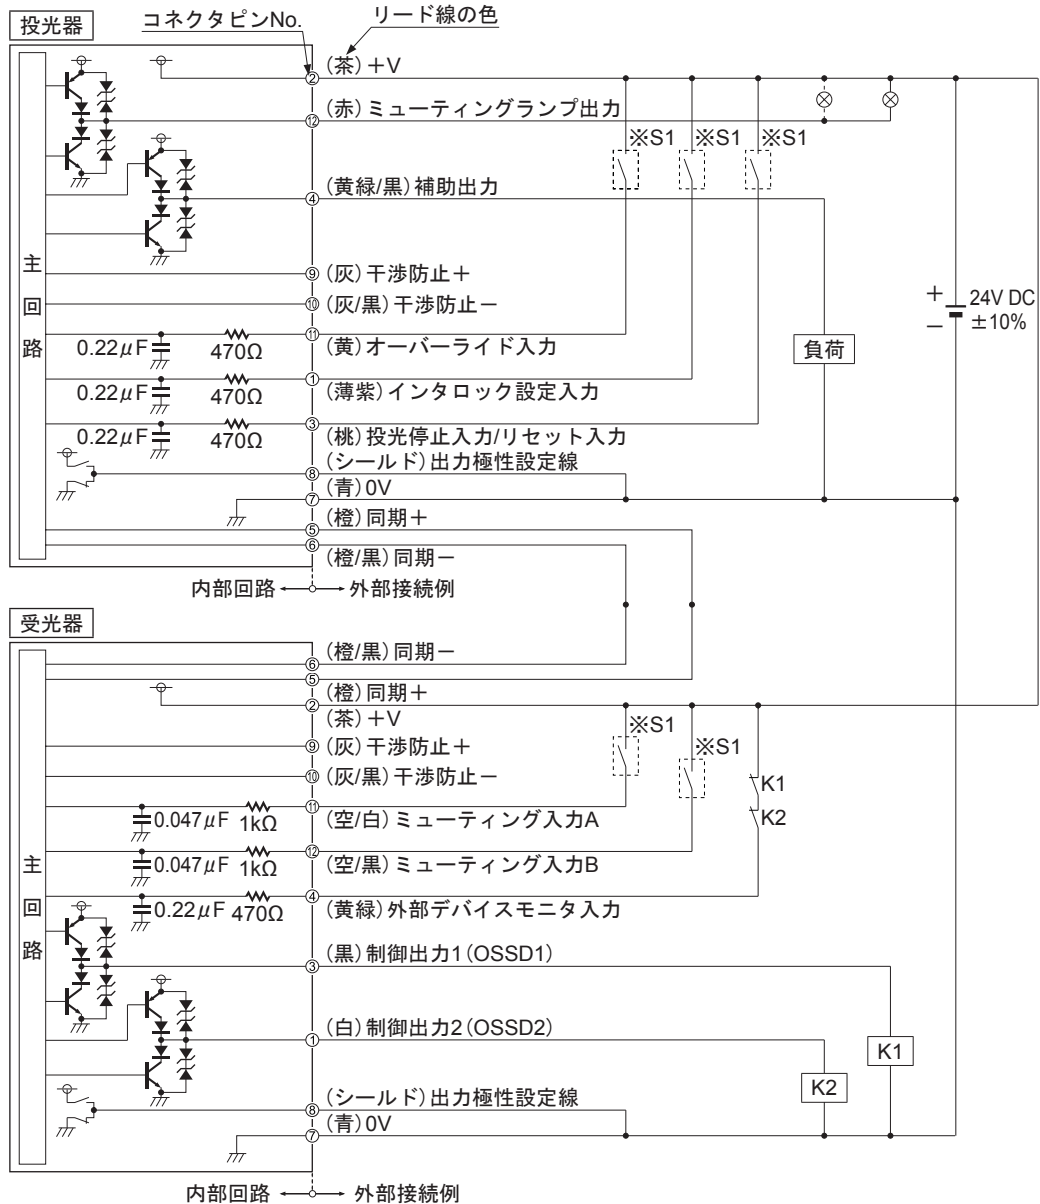 投光器
コネクタピンNo.
リード線の色
② (茶)+V
⑫ (赤)ミューティングランプ出力
※S1 ※S1 ※S1
④ (黄緑/黒)補助出力
主回路
⑨ (灰)干渉防止+
⑩ (灰/黒)干渉防止−
+
−
24V DC
±10%
負荷
0.22μF 470Ω
⑪ (黄)オーバーライド入力
0.22μF 470Ω
① (薄紫)インタロック設定入力
0.22μF 470Ω
③ (桃)投光停止入力/リセット入力
⑧ (シールド)出力極性設定線
⑦ (青)0V
⑤ (橙)同期+
⑥ (橙/黒)同期−
内部回路 外部接続例
受光器
⑥ (橙/黒)同期−
⑤ (橙)同期+
② (茶)+V
※S1
⑨ (灰)干渉防止+
※S1
⑩ (灰/黒)干渉防止−
K1
K2
0.047μF 1kΩ
⑪ (空/白)ミューティング入力A
0.047μF 1kΩ
⑫ (空/黒)ミューティング入力B
主回路
0.22μF 470Ω
④ (黄緑)外部デバイスモニタ入力
③ (黒)制御出力1(OSSD1)
① (白)制御出力2(OSSD2)
K1
K2
⑧ (シールド)出力極性設定線
⑦ (青)0V
内部回路 外部接続例